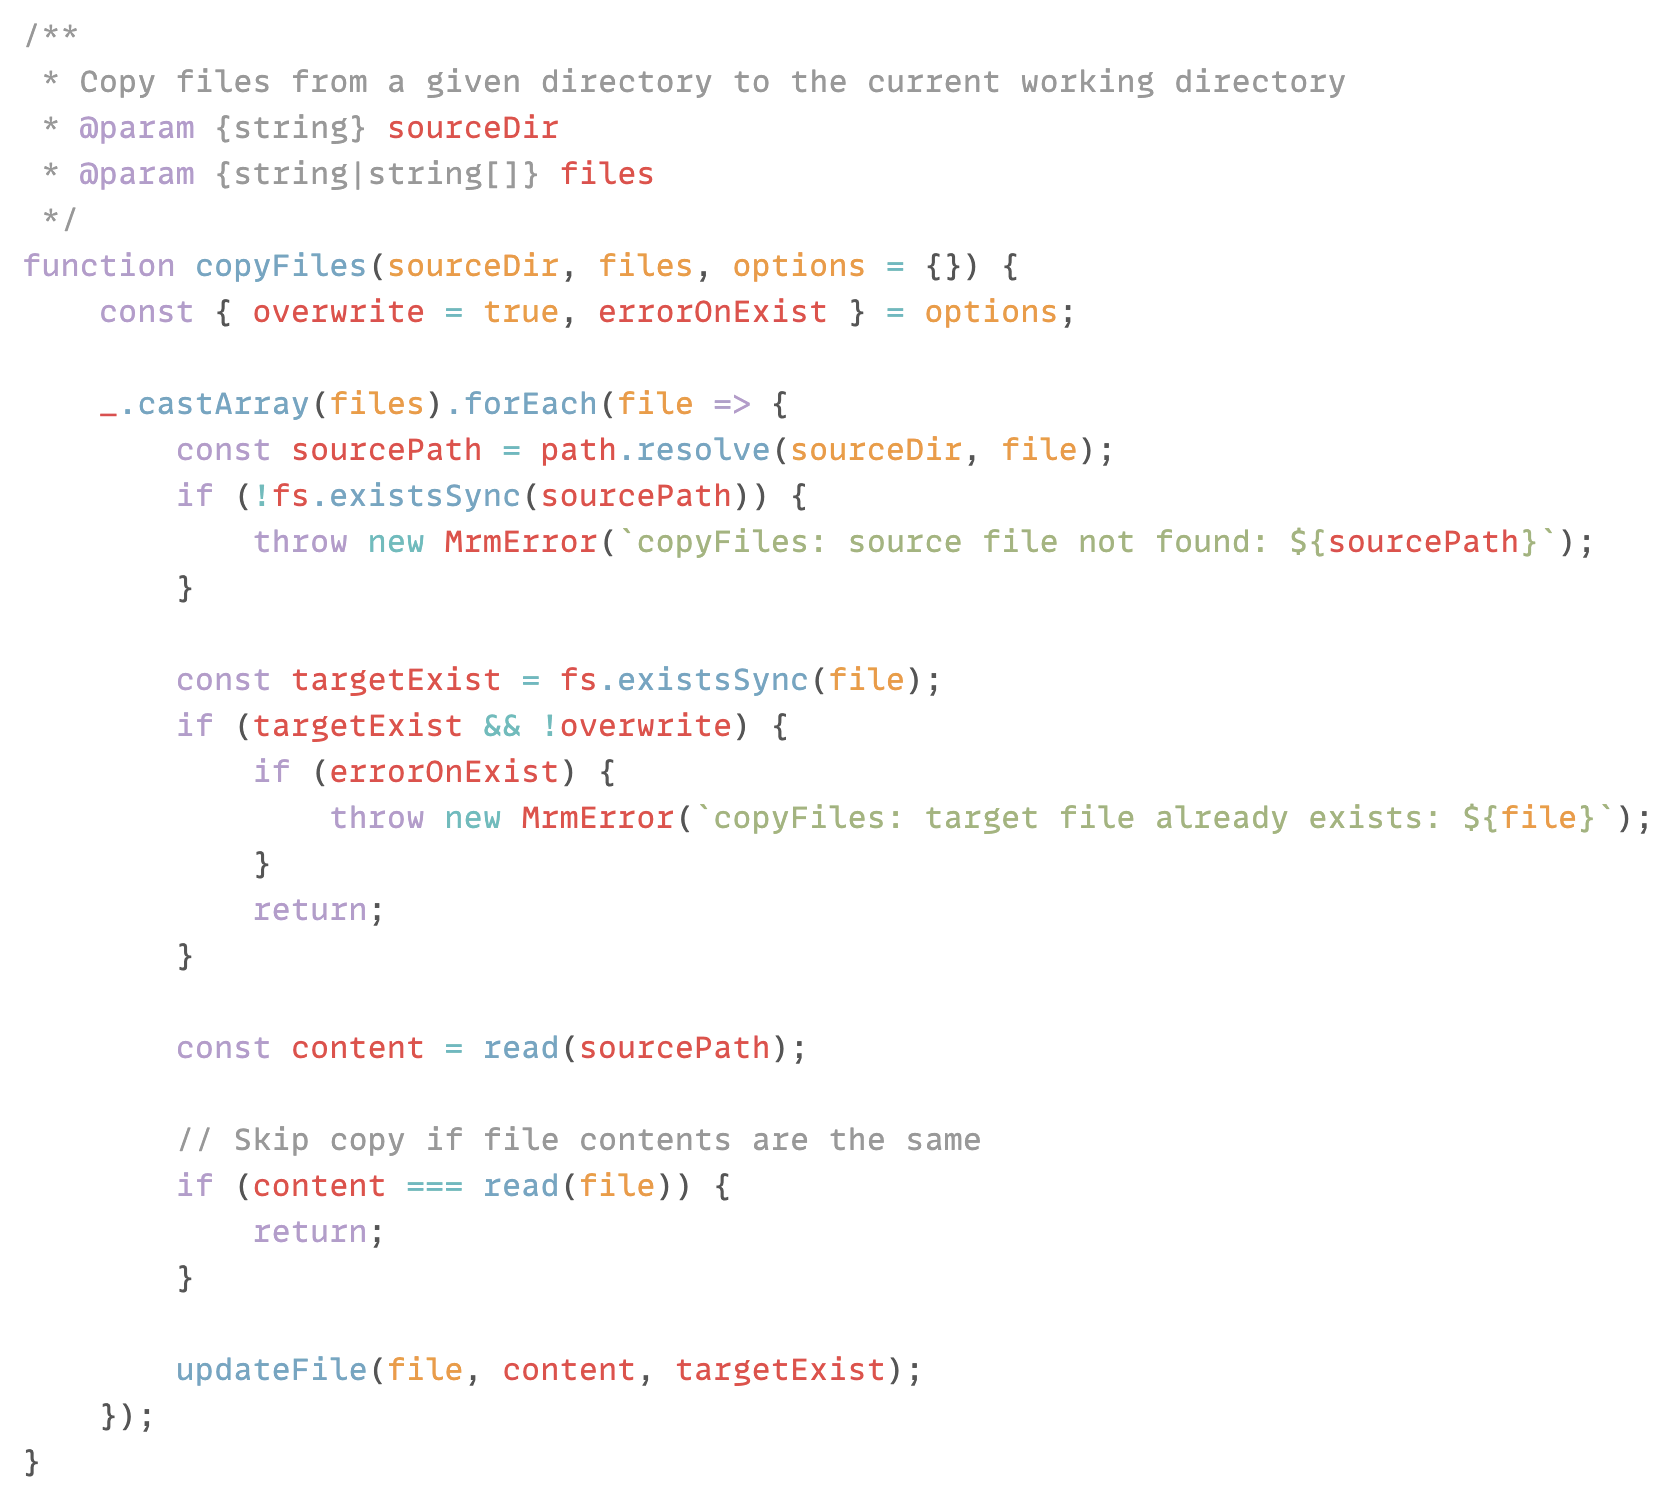 /**
 * Copy files from a given directory to the current working directory
 * @param {string} sourceDir
 * @param {string|string[]} files
 */
function copyFiles(sourceDir, files, options = {}) {
    const { overwrite = true, errorOnExist } = options;

    _.castArray(files).forEach(file => {
        const sourcePath = path.resolve(sourceDir, file);
        if (!fs.existsSync(sourcePath)) {
            throw new MrmError(`copyFiles: source file not found: ${sourcePath}`);
        }

        const targetExist = fs.existsSync(file);
        if (targetExist && !overwrite) {
            if (errorOnExist) {
                throw new MrmError(`copyFiles: target file already exists: ${file}`);
            }
            return;
        }

        const content = read(sourcePath);

        // Skip copy if file contents are the same
        if (content === read(file)) {
            return;
        }

        updateFile(file, content, targetExist);
    });
}